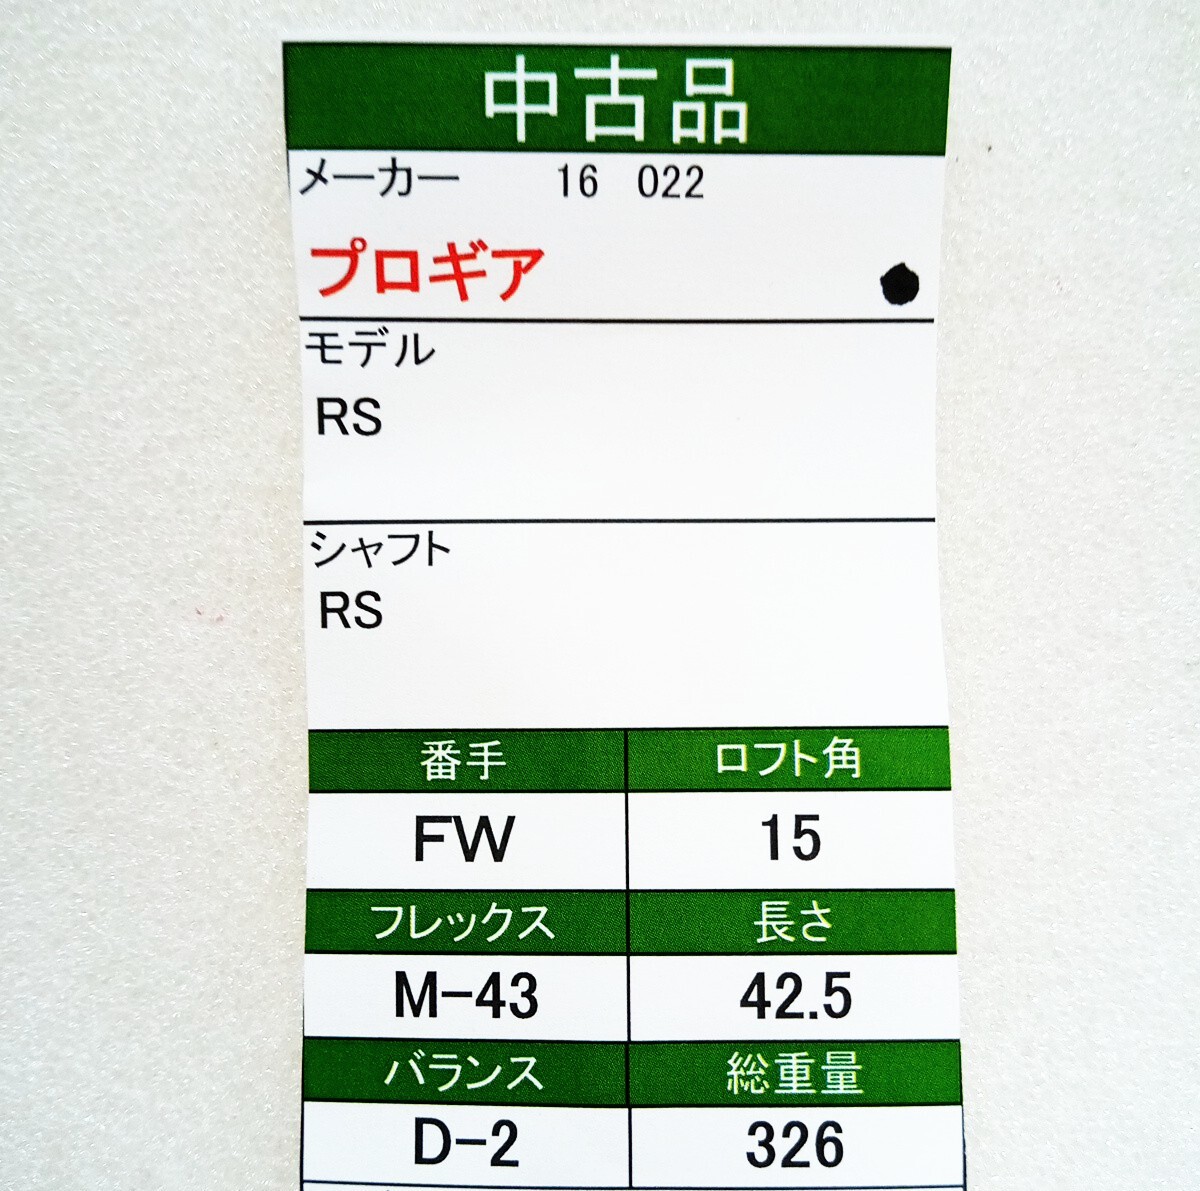 中古品
メーカー 16 022
プロギア
モデル
RS
シャフト
RS
番手 ロフト角
FW 15
フレックス 長さ
M-43 42.5
バランス 総重量
D-2 326